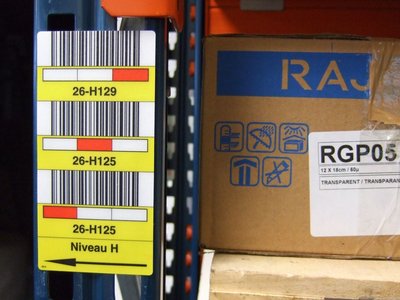 26-H129
26-H125
26-H125
Niveau H
RAJ
RGP05
12 X 18cm / 60µ
TRANSPARENT / TRANSPARAN